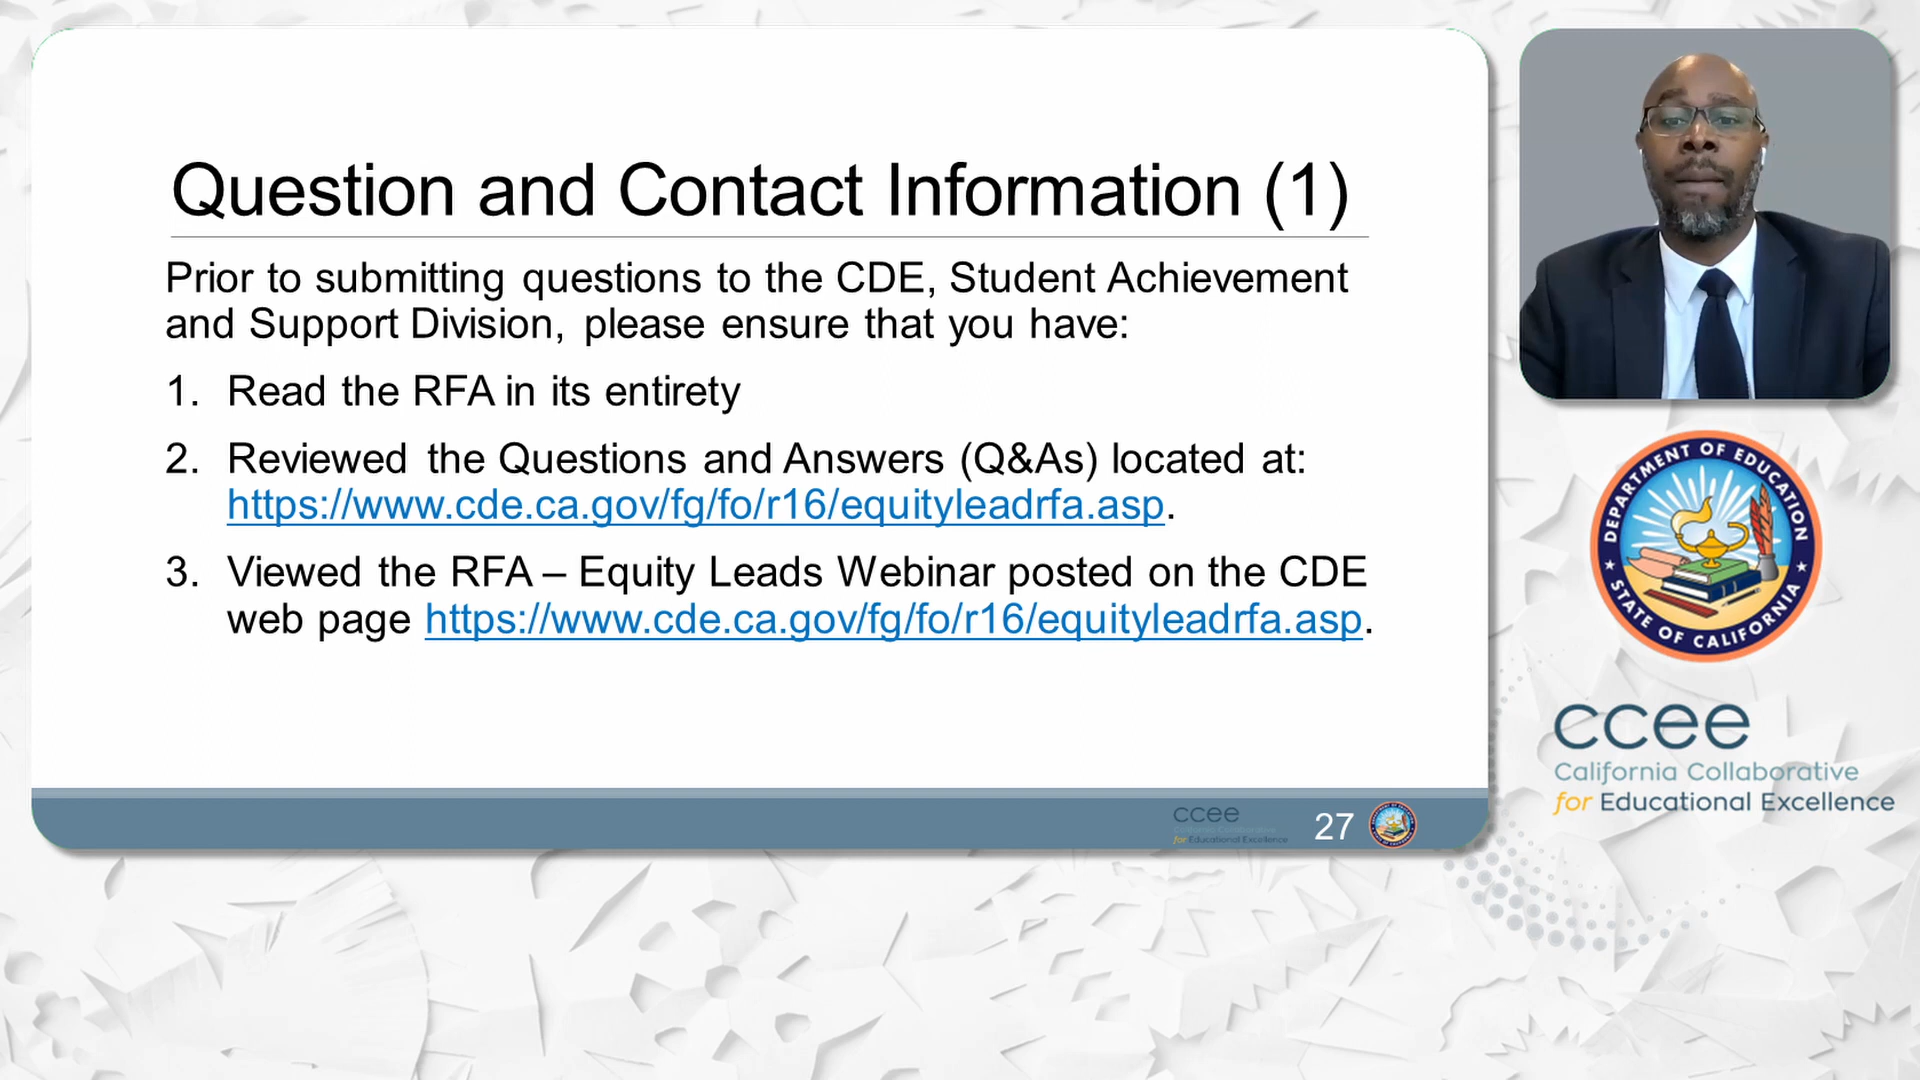 Question and Contact Information (1)
Prior to submitting questions to the CDE, Student Achievement
and Support Division, please ensure that you have:
1. Read the RFA in its entirety
2. Reviewed the Questions and Answers (Q&As) located at:
https://www.cde.ca.gov/fg/fo/r16/equityleadrfa.asp.
3. Viewed the RFA – Equity Leads Webinar posted on the CDE
web page https://www.cde.ca.gov/fg/fo/r16/equityleadrfa.asp.
ccee
for Educational Excellence
27
DEPARTMENT OF EDUCATION
STATE OF CALIFORNIA
ccee
California Collaborative
for Educational Excellence